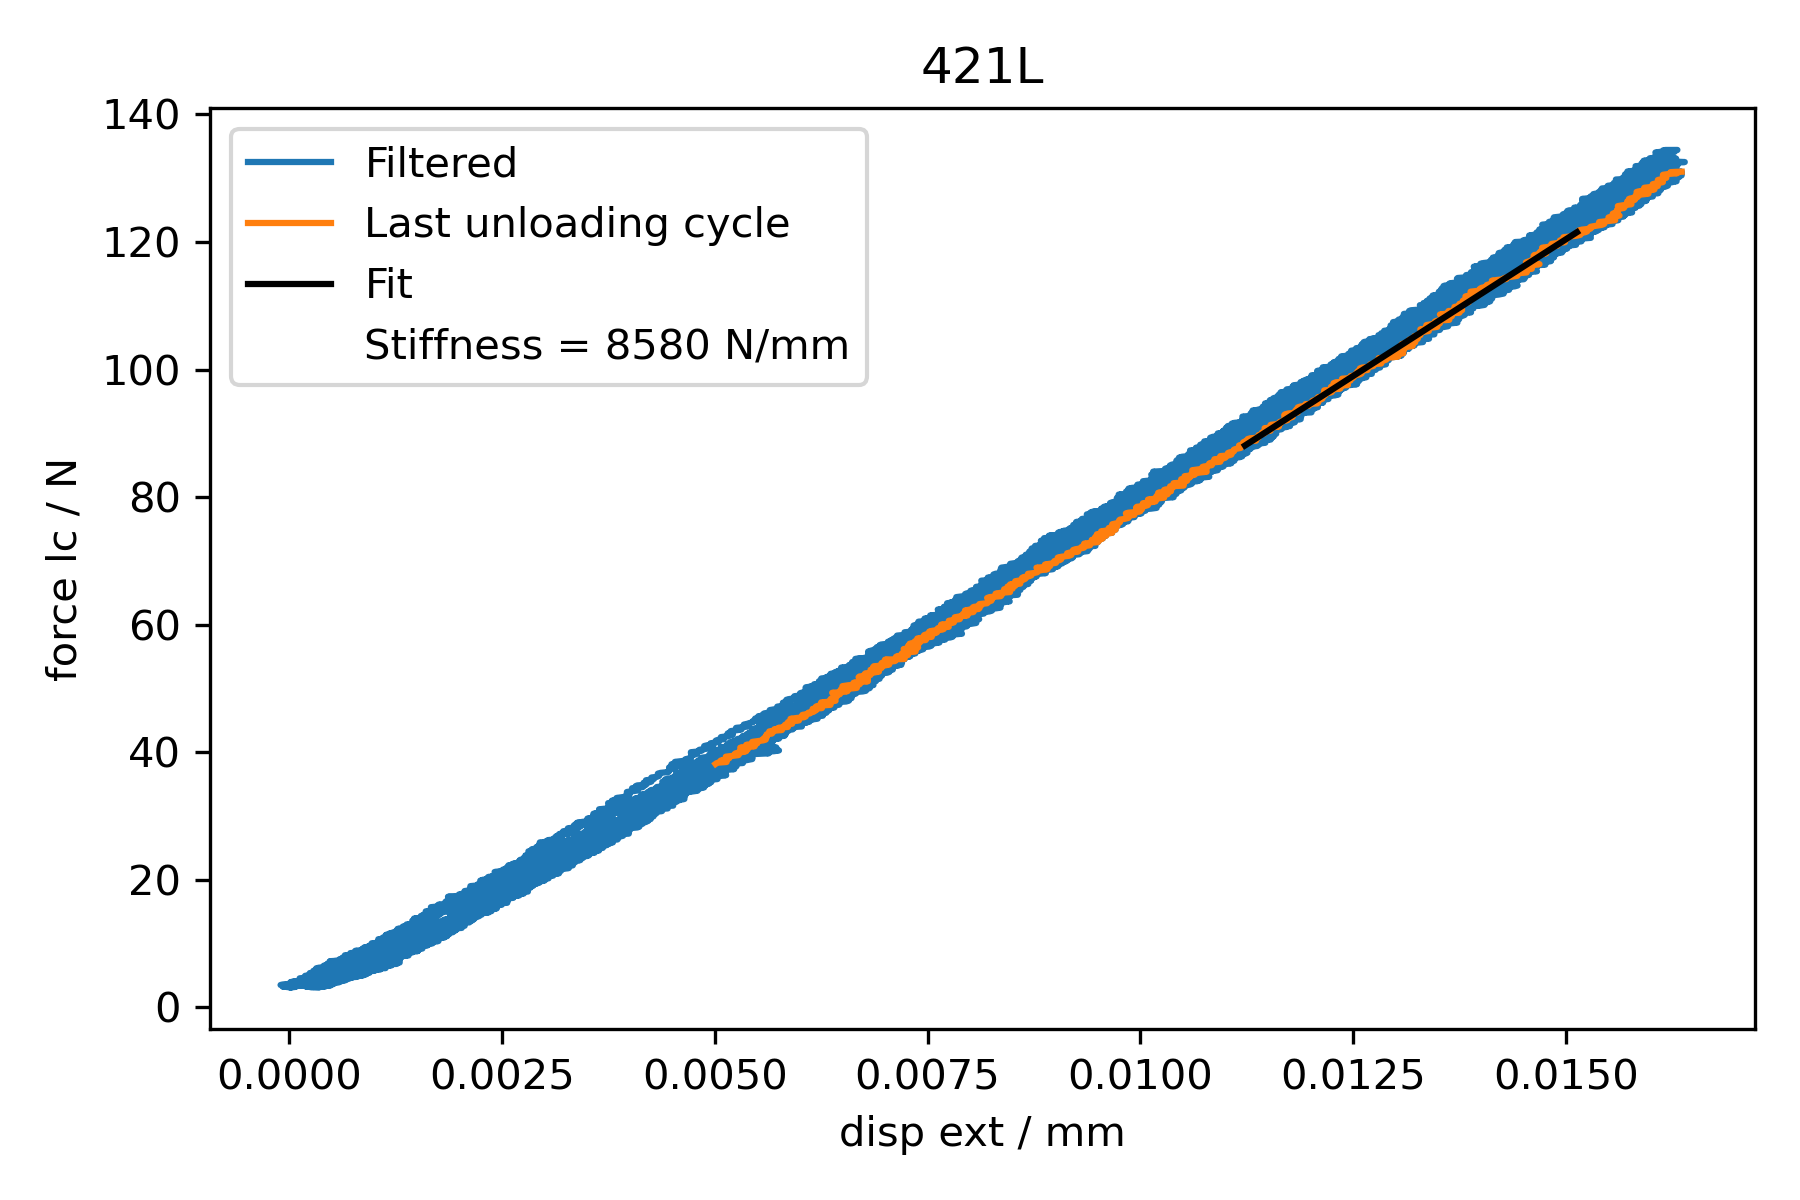 421L
140
120
100
80
60
40
20
0
force lc / N
Filtered
Last unloading cycle
Fit
Stiffness = 8580 N/mm
0.0000 0.0025 0.0050 0.0075 0.0100 0.0125 0.0150
disp ext / mm